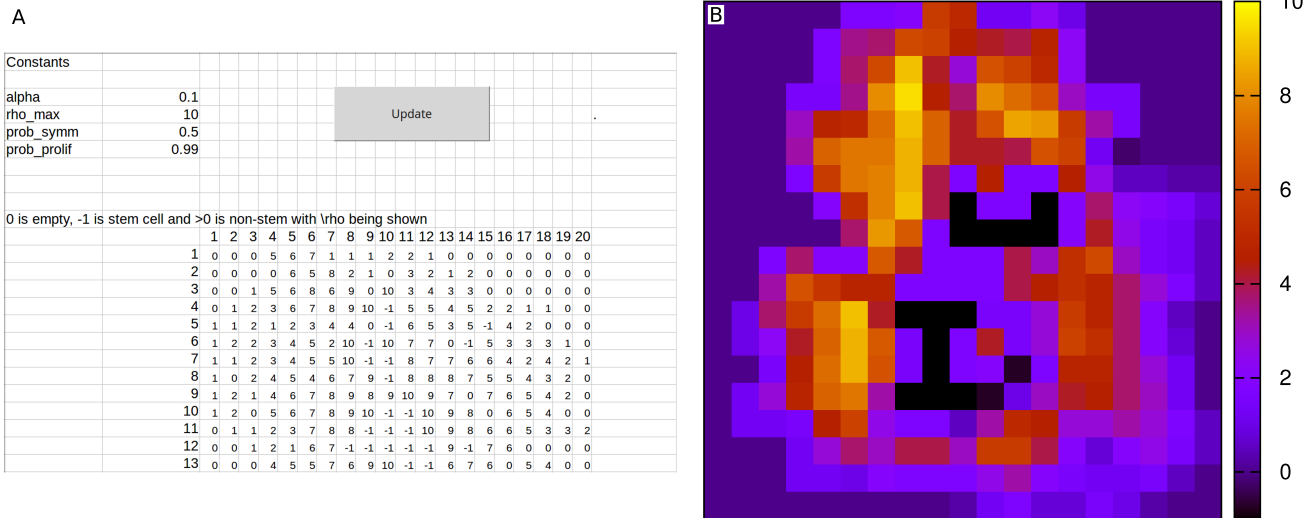 A
Constants
alpha 0.1
rho_max 10
prob_symm 0.5
prob_prolif 0.99
Update
.
0 is empty, -1 is stem cell and >0 is non-stem with \rho being shown
1 2 3 4 5 6 7 8 9 10 11 12 13 14 15 16 17 18 19 20
1 0 0 0 5 6 7 1 1 1 2 2 1 0 0 0 0 0 0 0 0
2 0 0 0 0 6 5 8 2 1 0 3 2 1 2 0 0 0 0 0 0
3 0 0 1 5 6 8 6 9 0 10 3 4 3 3 0 0 0 0 0 0
4 0 1 2 3 6 7 8 9 10 -1 5 5 4 5 2 2 1 1 0 0
5 1 1 2 1 2 3 4 4 0 -1 6 5 3 5 -1 4 2 0 0 0
6 1 2 2 3 4 5 2 10 -1 10 7 7 0 -1 5 3 3 3 1 0
7 1 1 2 3 4 5 5 10 -1 -1 8 7 7 6 6 4 2 4 2 1
8 1 0 2 4 5 4 6 7 9 -1 8 8 8 7 5 5 4 3 2 0
9 1 2 1 4 6 7 8 9 8 9 10 9 7 0 7 6 5 4 2 0
10 1 2 0 5 6 7 8 9 10 -1 -1 10 9 8 0 6 5 4 0 0
11 0 1 1 2 3 7 8 8 -1 -1 -1 10 9 8 6 6 5 3 3 2
12 0 0 1 2 1 6 7 -1 -1 -1 -1 -1 9 -1 7 6 0 0 0 0
13 0 0 0 4 5 5 7 6 9 10 -1 -1 6 7 6 0 5 4 0 0
B
10
8
6
4
2
0